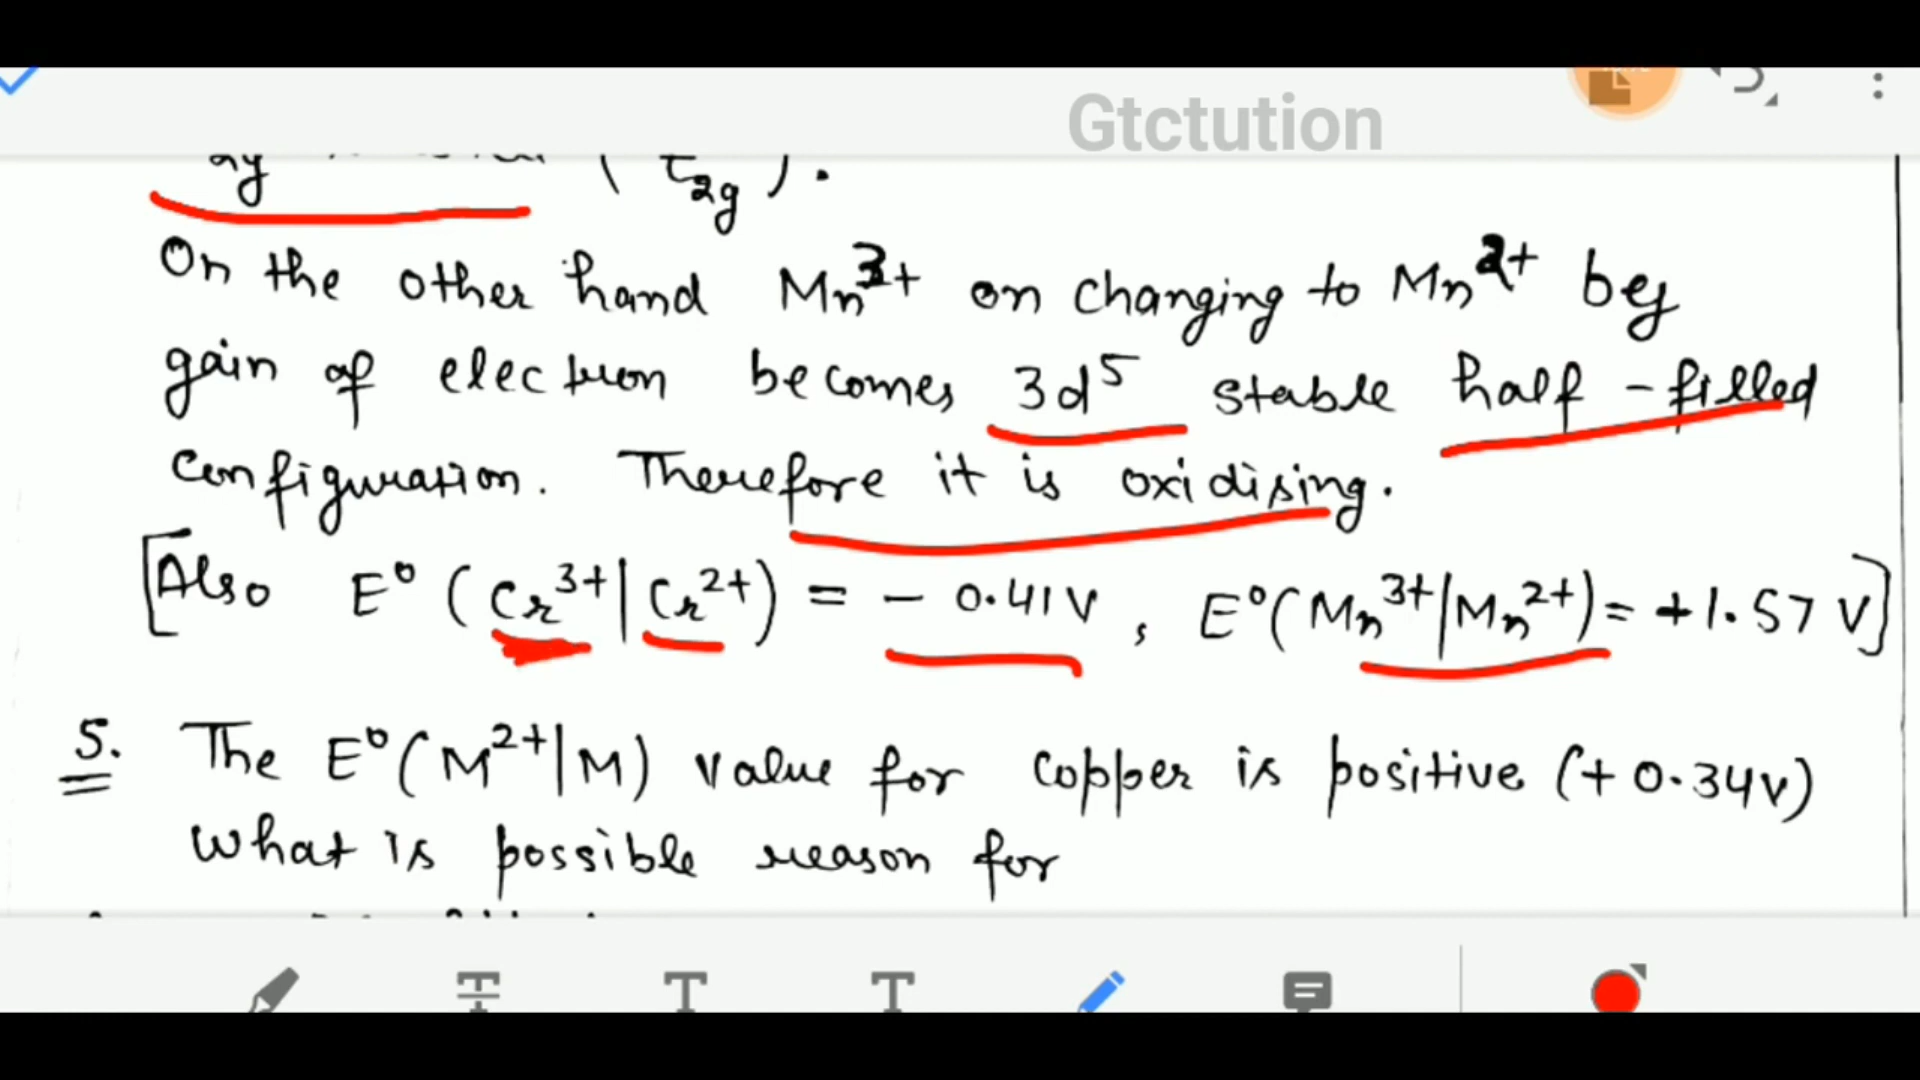 Gtctution
(t2g).
On the other hand Mn³⁺ on changing to Mn²⁺ by
gain of electron becomes 3d⁵ stable half-filled
configuration. Therefore it is oxidising.
[Also E° (Cr³⁺|Cr²⁺) = - 0.41V, E°(Mn³⁺|Mn²⁺) = +1.57 V]
5. The E°(M²⁺|M) value for copper is positive (+0.34V)
What is possible reason for